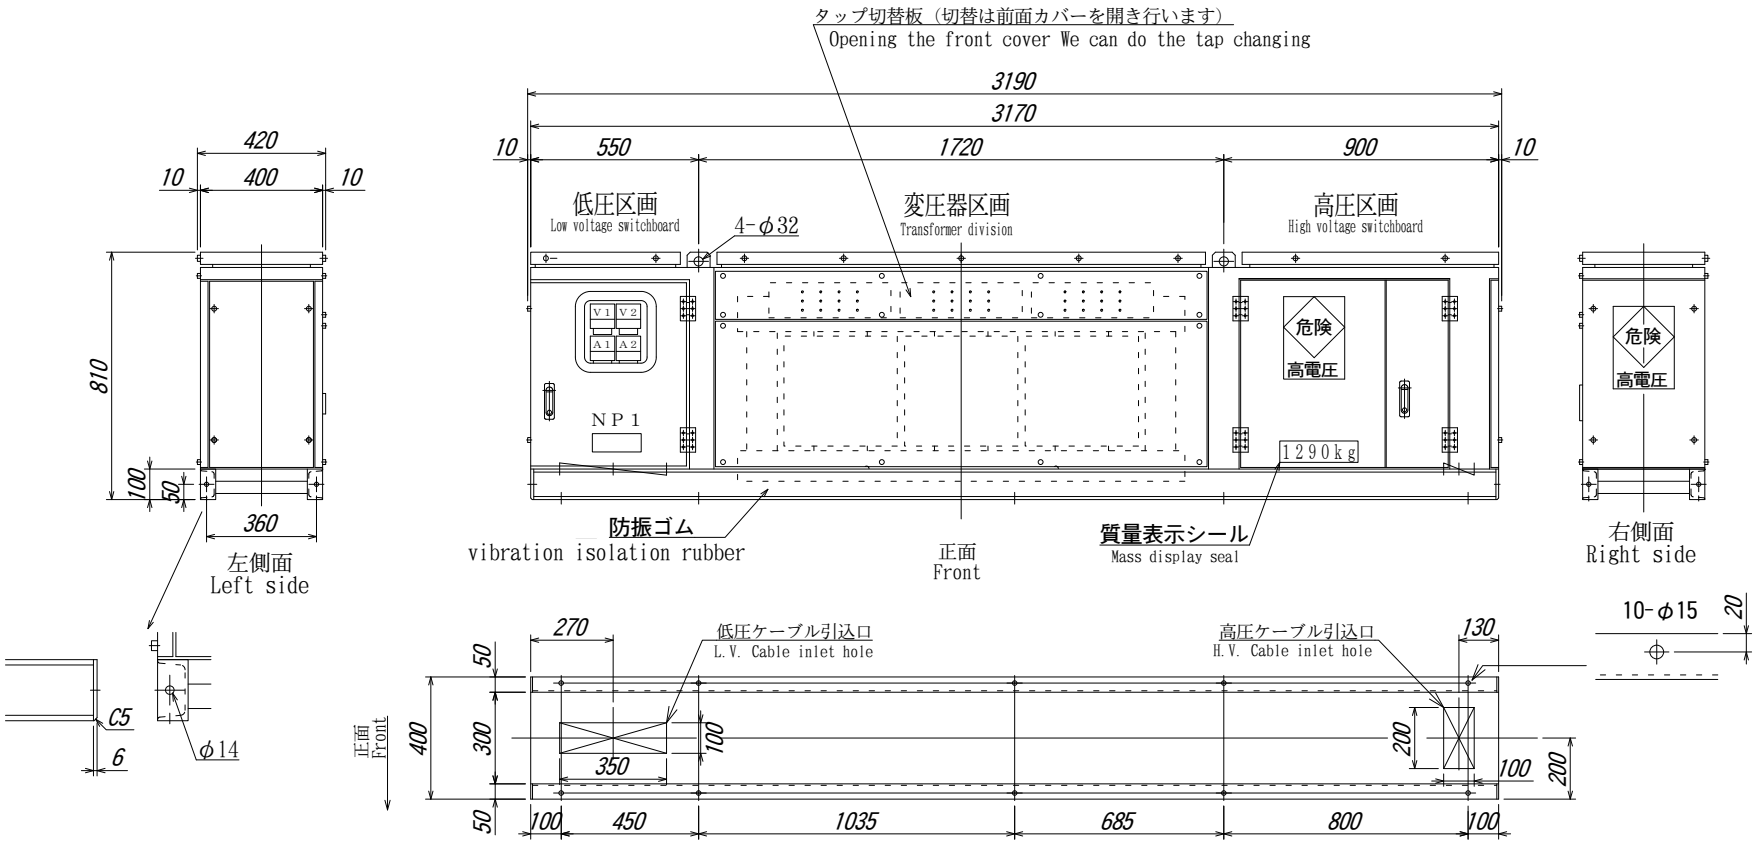 タップ切替板（切替は前面カバーを開き行います）
Opening the front cover We can do the tap changing
3190
3170
10
550
1720
900
10
420
10
400
10
低圧区画
Low voltage switchboard
変圧器区画
Transformer division
高圧区画
High voltage switchboard
4-φ32
V1 V2
A1 A2
NP1
危険
高電圧
1290kg
危険
高電圧
810
100
50
360
左側面
Left side
防振ゴム
vibration isolation rubber
正面
Front
質量表示シール
Mass display seal
右側面
Right side
10-φ15
20
C5
6
φ14
正面
Front
270
低圧ケーブル引込口
L.V. Cable inlet hole
高圧ケーブル引込口
H.V. Cable inlet hole
130
50
400
300
50
100
350
200
100
200
100
450
1035
685
800
100